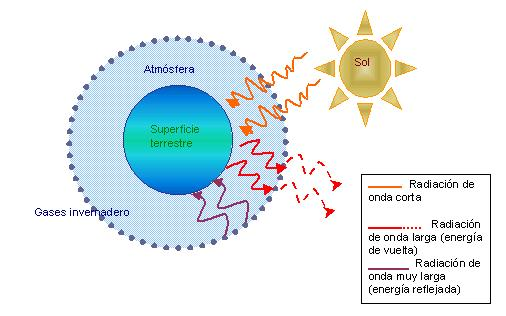 Atmósfera
Sol
Superficie
terrestre
Gases invernadero
Radiación de
onda corta
Radiación
de onda larga (energía
de vuelta)
Radiación de
onda muy larga
(energía reflejada)